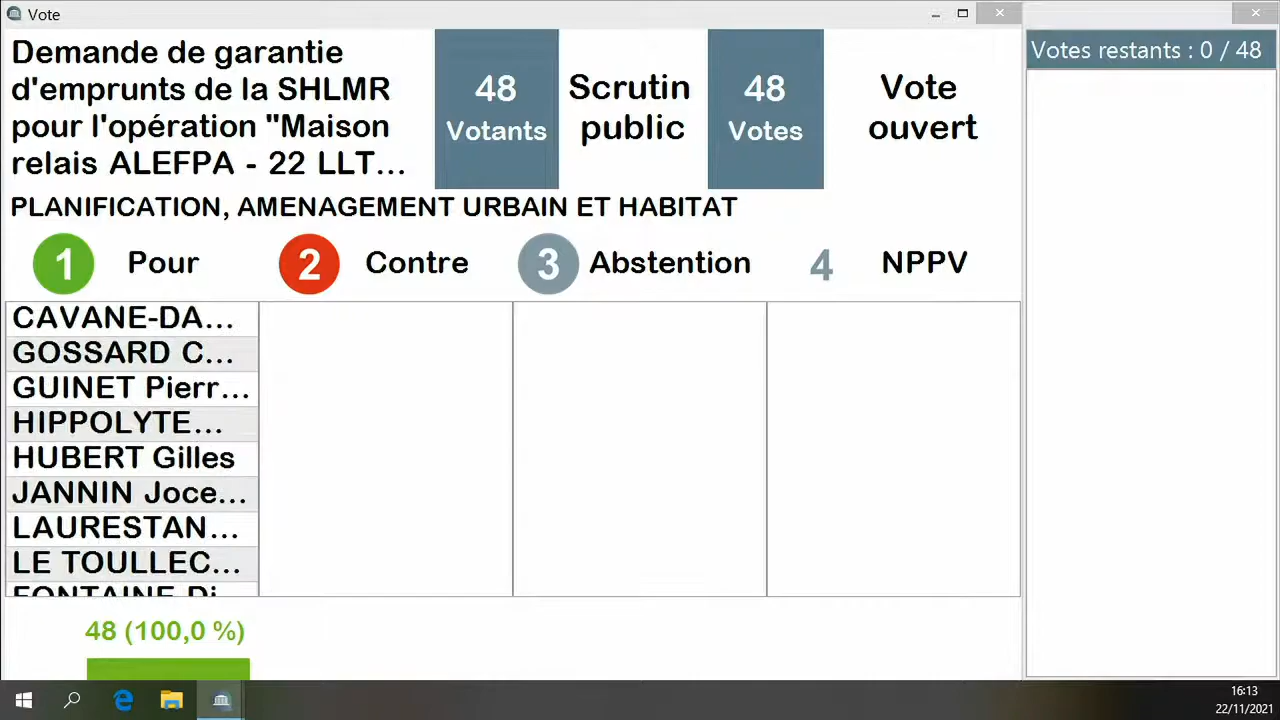 Vote
Demande de garantie
d'emprunts de la SHLMR
pour l'opération "Maison
relais ALEFPA - 22 LLT...
48
Votants
Scrutin
public
48
Votes
Vote
ouvert
Votes restants : 0 / 48
PLANIFICATION, AMENAGEMENT URBAIN ET HABITAT
1 Pour
2 Contre
3 Abstention
4 NPPV
CAVANE-DA...
GOSSARD C...
GUINET Pierr...
HIPPOLYTE...
HUBERT Gilles
JANNIN Joce...
LAURESTAN...
LE TOULLEC...
FONTAINE Di
48 (100,0 %)
16:13
22/11/2021